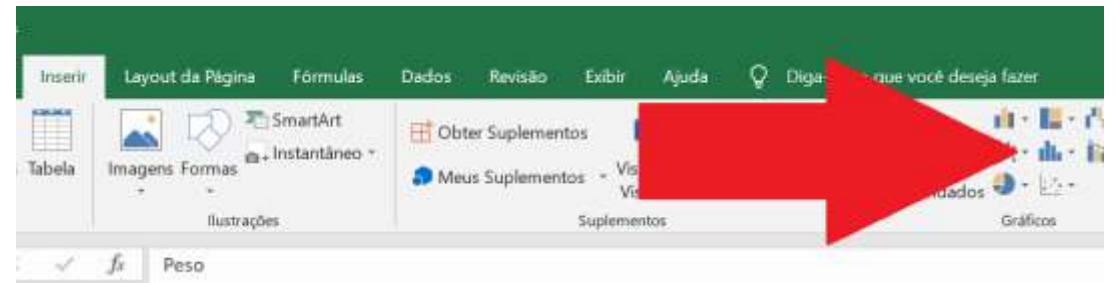 Inserir Layout da Página Fórmulas Dados Revisão Exibir Ajuda que você deseja fazer
SmartArt
Obter Suplementos
Instantâneo
Tabela Imagens Formas
Meus Suplementos
Ilustrações Suplementos Gráficos
fx Peso